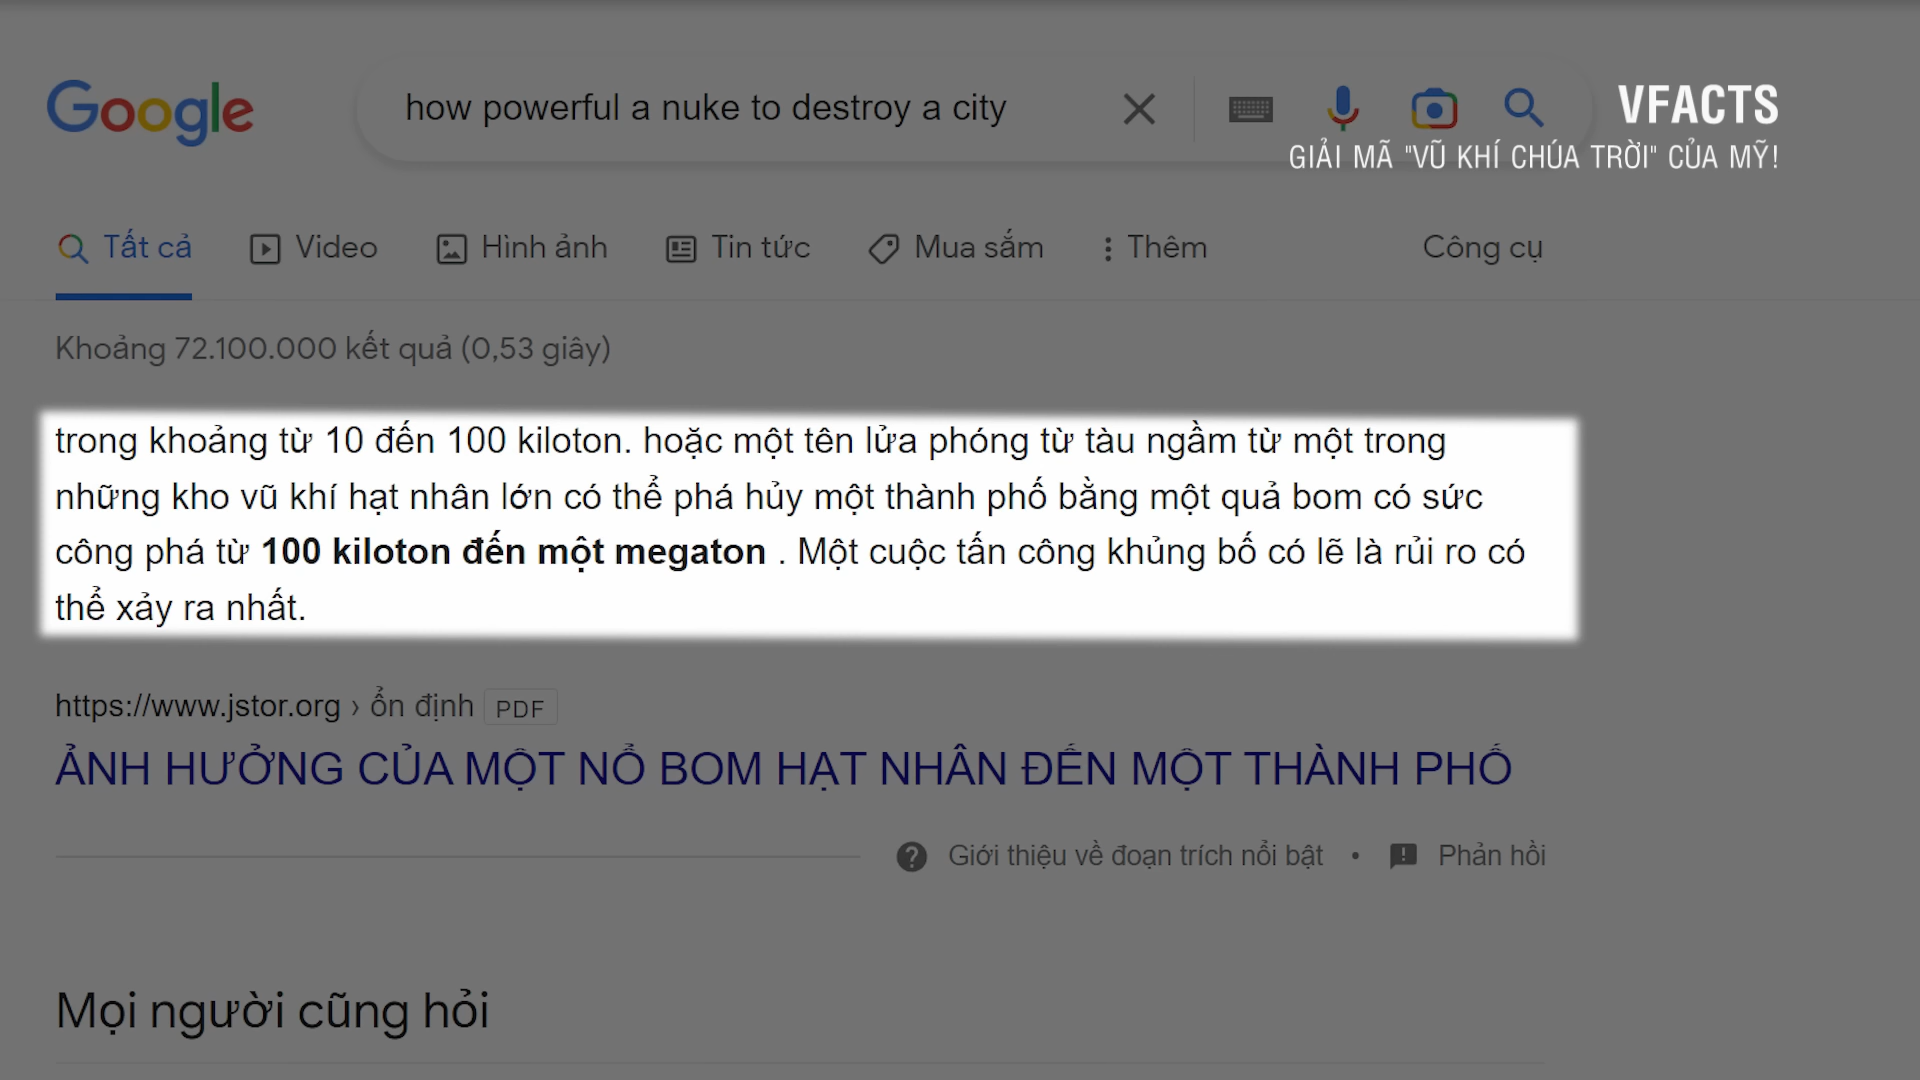 Google
how powerful a nuke to destroy a city
VFACTS
GIẢI MÃ "VŨ KHÍ CHÚA TRỜI" CỦA MỸ!
Tất cả
Video
Hình ảnh
Tin tức
Mua sắm
Thêm
Công cụ
Khoảng 72.100.000 kết quả (0,53 giây)
trong khoảng từ 10 đến 100 kiloton. hoặc một tên lửa phóng từ tàu ngầm từ một trong
những kho vũ khí hạt nhân lớn có thể phá hủy một thành phố bằng một quả bom có sức
công phá từ 100 kiloton đến một megaton . Một cuộc tấn công khủng bố có lẽ là rủi ro có
thể xảy ra nhất.
https://www.jstor.org › ổn định PDF
ẢNH HƯỞNG CỦA MỘT NỔ BOM HẠT NHÂN ĐẾN MỘT THÀNH PHỐ
Giới thiệu về đoạn trích nổi bật • Phản hồi
Mọi người cũng hỏi